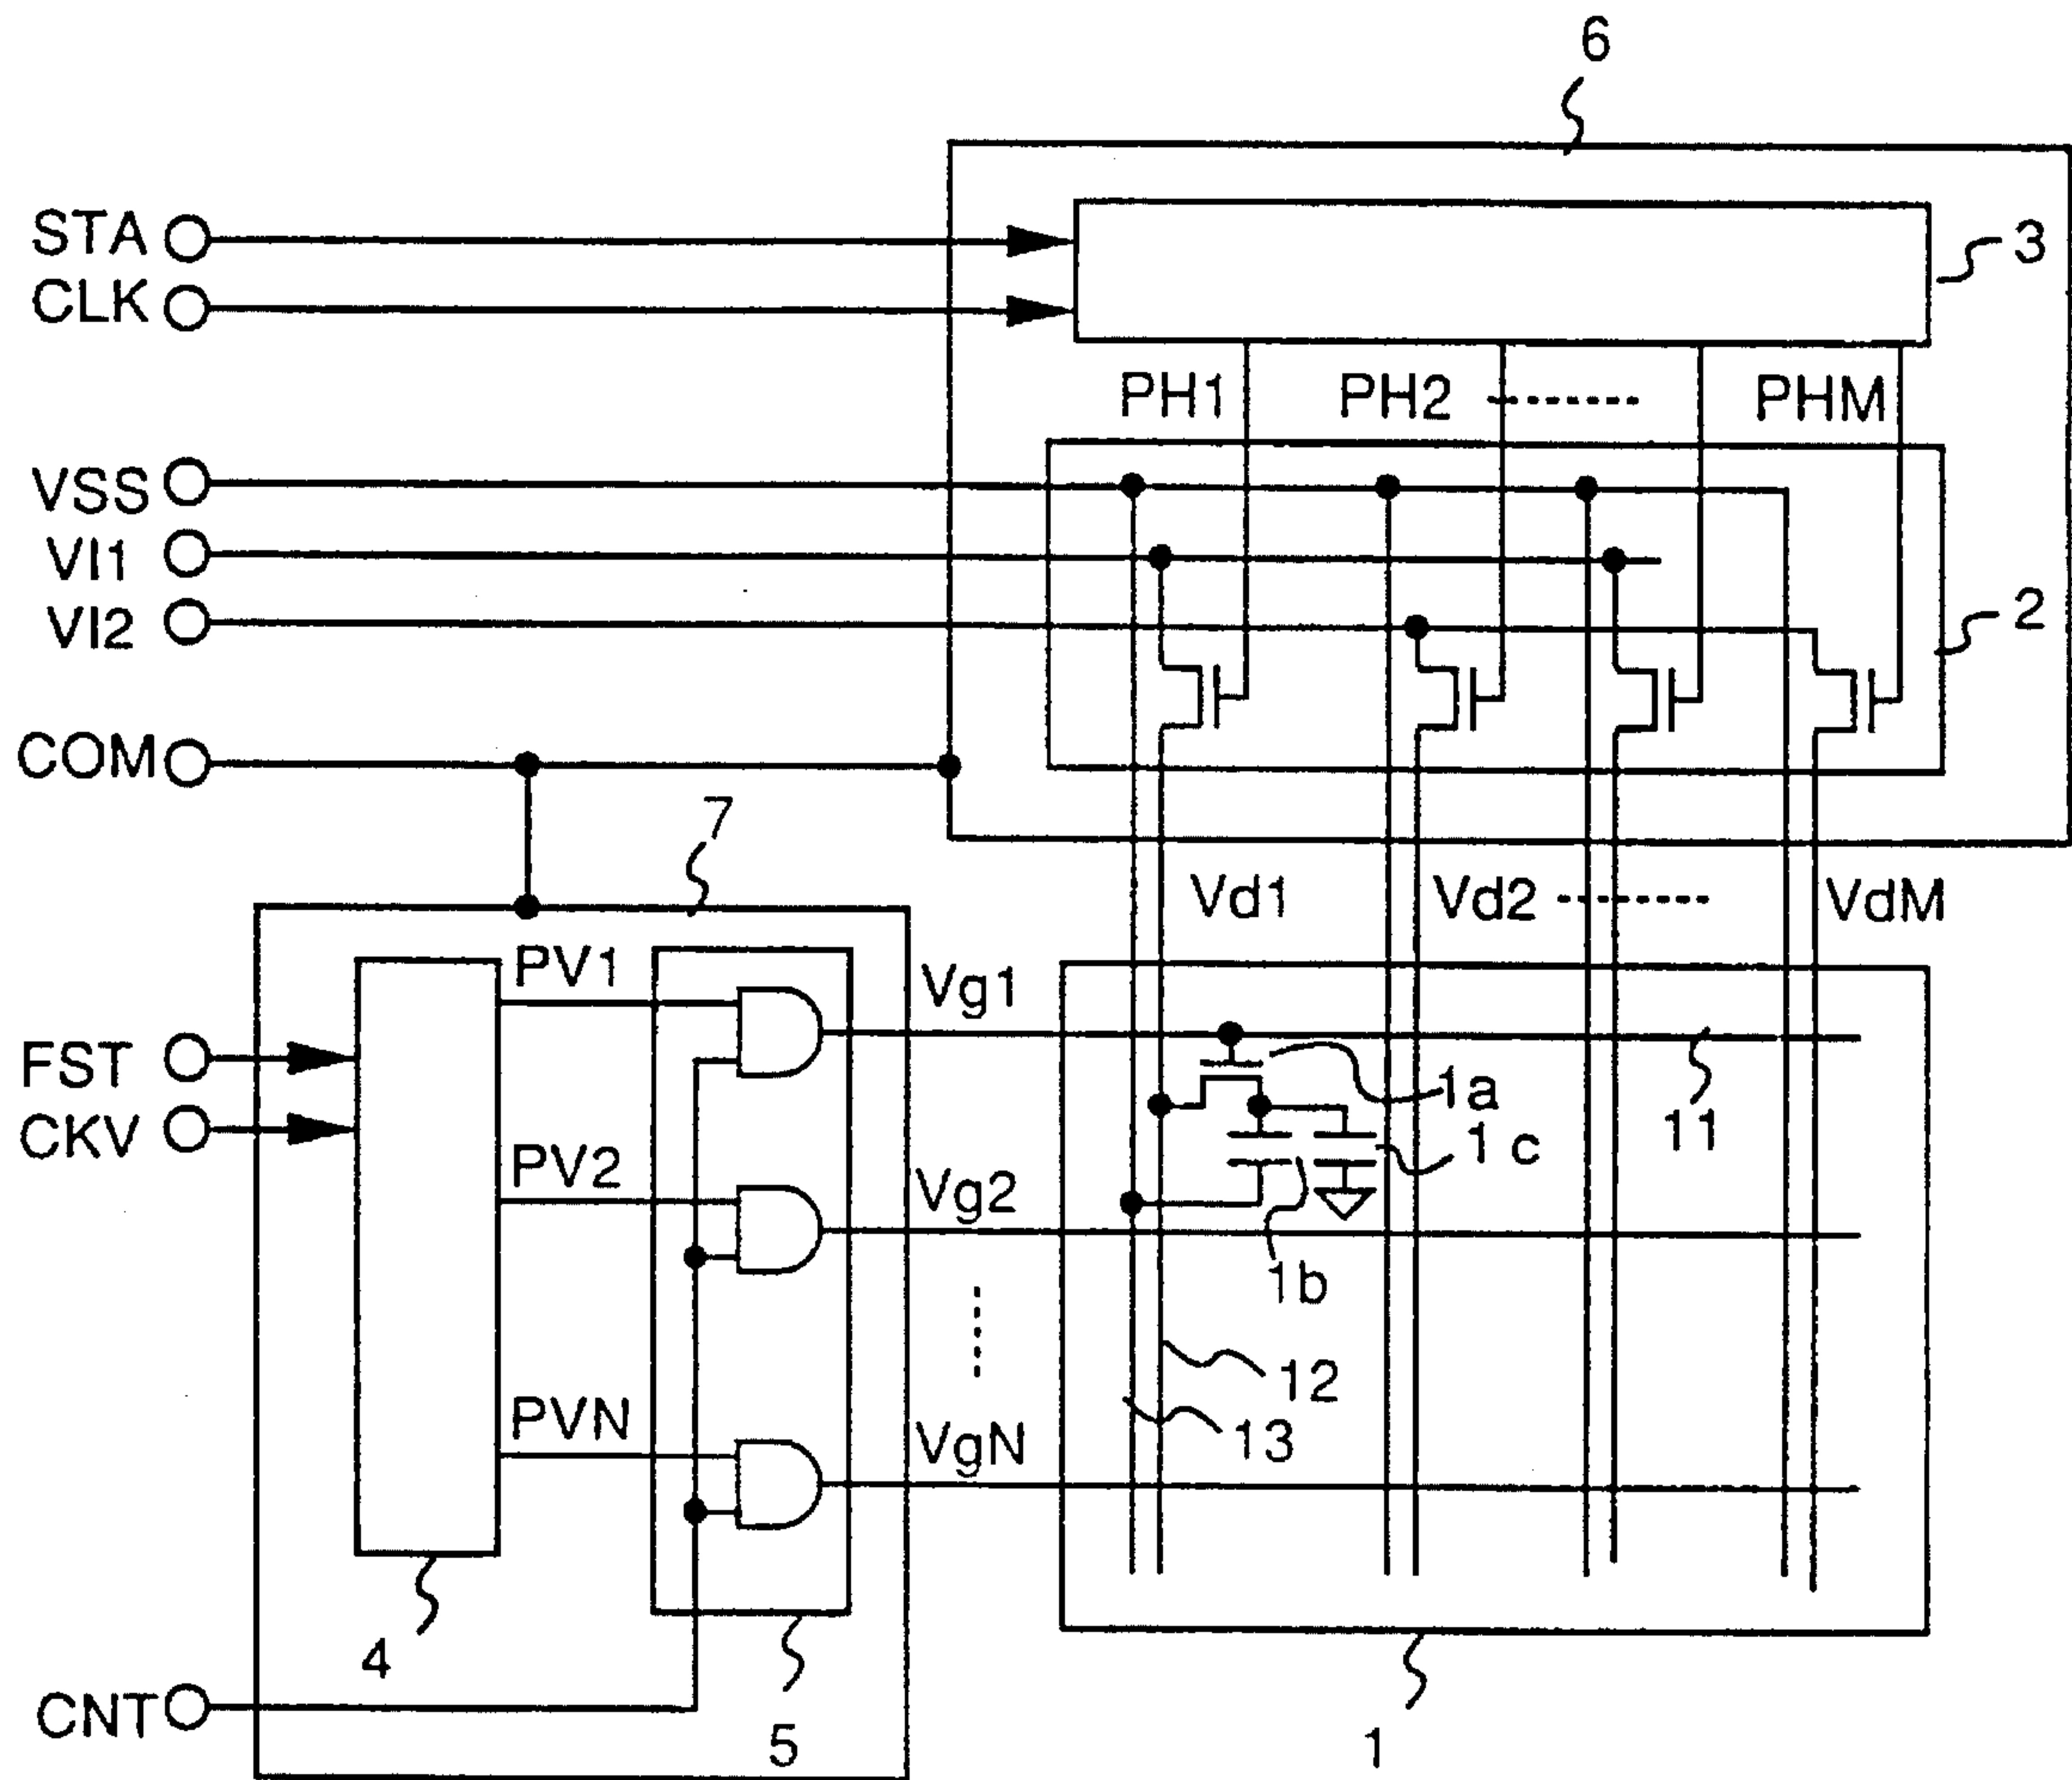 6
STA
3
CLK
PH1
PH2
PHM
VSS
VI1
2
VI2
COM
7
Vd1
Vd2
VdM
PV1
Vg1
FST
1a
11
CKV
1c
PV2
Vg2
1b
12
PVN
13
VgN
4
CNT
5
1